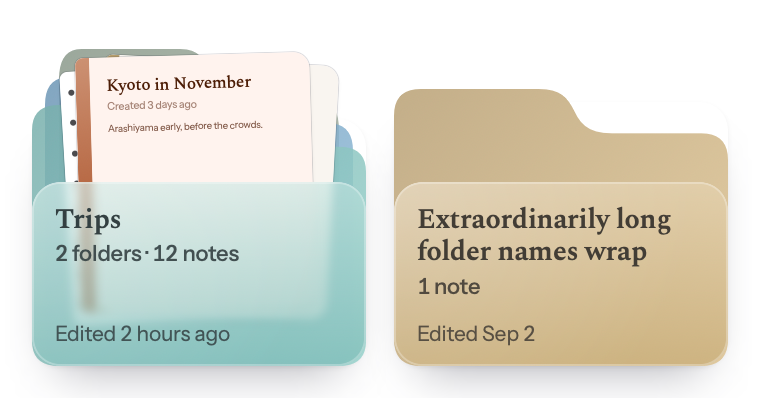 Kyoto in November
Created 3 days ago
Arashiyama early, before the crowds.
Trips
2 folders · 12 notes
Edited 2 hours ago
Extraordinarily long
folder names wrap
1 note
Edited Sep 2